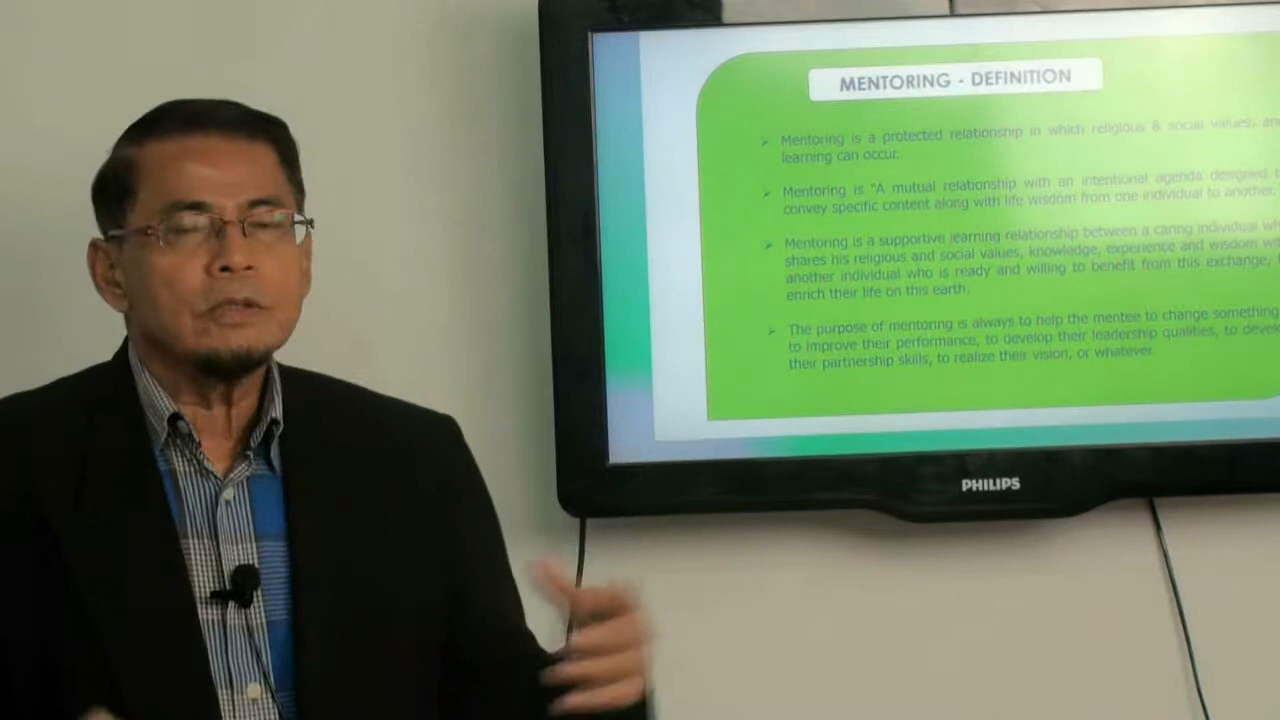 MENTORING - DEFINITION
Mentoring is a protected relationship in which religious & social values, and
learning can occur.
Mentoring is "A mutual relationship with an intentional agenda designed
convey specific content along with life wisdom from one individual to another.
Mentoring is a supportive learning relationship between a caring individual
shares his religious and social values, knowledge, experience and wisdom
another individual who is ready and willing to benefit from this exchange,
enrich their life on this earth.
The purpose of mentoring is always to help the mentee to change something
to improve their performance, to develop their leadership qualities, to
their partnership skills, to realize their vision, or whatever.
PHILIPS